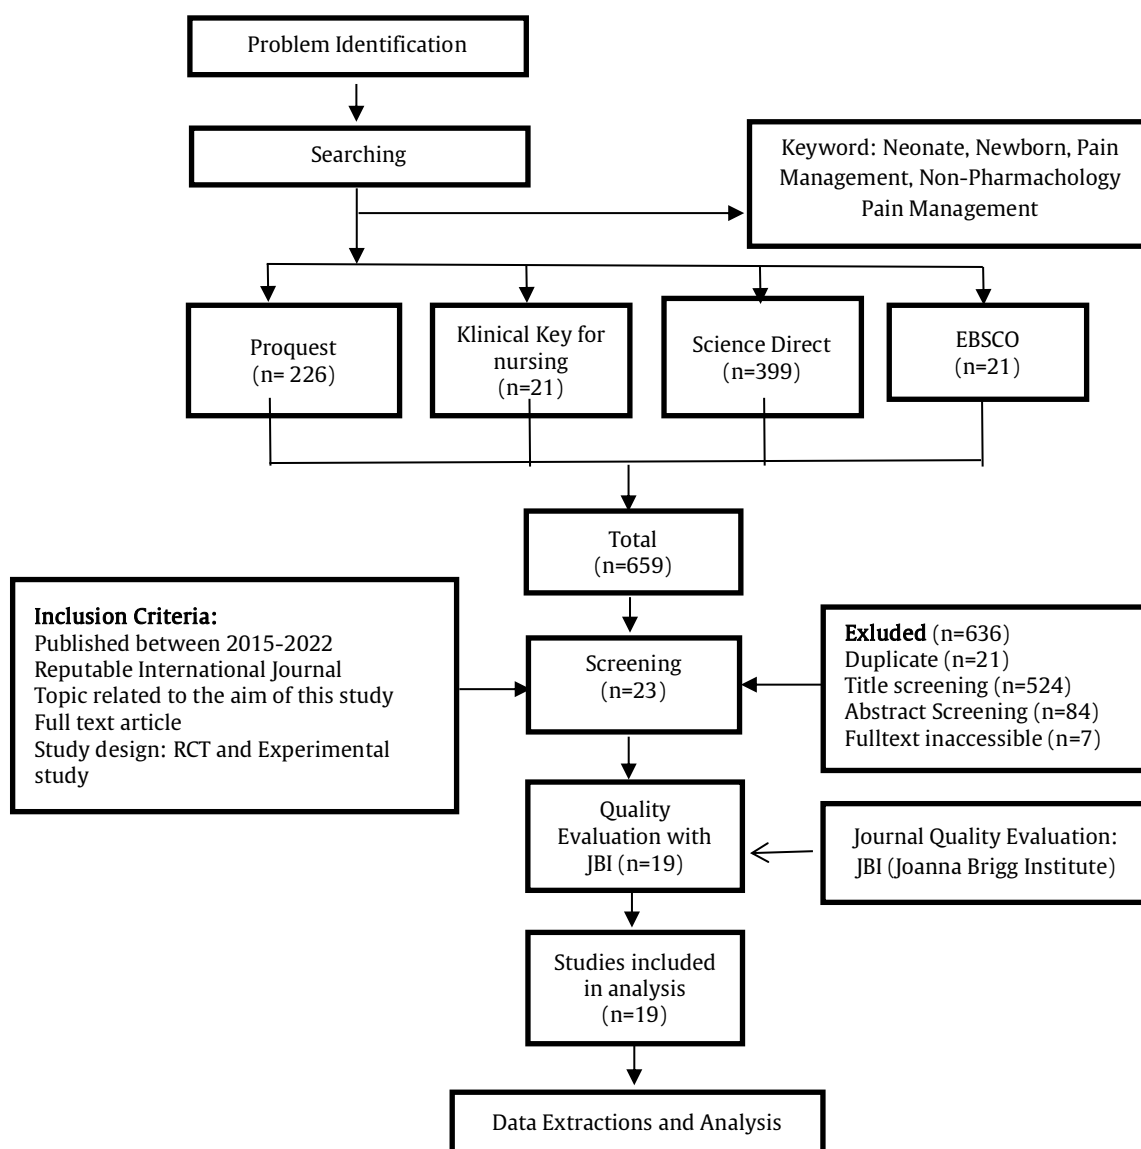 Problem Identification
Searching
Keyword: Neonate, Newborn, Pain
Management, Non-Pharmachology
Pain Management
Proquest
(n= 226)
Klinical Key for
nursing
(n=21)
Science Direct
(n=399)
EBSCO
(n=21)
Total
(n=659)
Inclusion Criteria:
Published between 2015-2022
Reputable International Journal
Topic related to the aim of this study
Full text article
Study design: RCT and Experimental
study
Screening
(n=23)
Exluded (n=636)
Duplicate (n=21)
Title screening (n=524)
Abstract Screening (n=84)
Fulltext inaccessible (n=7)
Quality
Evaluation with
JBI (n=19)
Journal Quality Evaluation:
JBI (Joanna Brigg Institute)
Studies included
in analysis
(n=19)
Data Extractions and Analysis